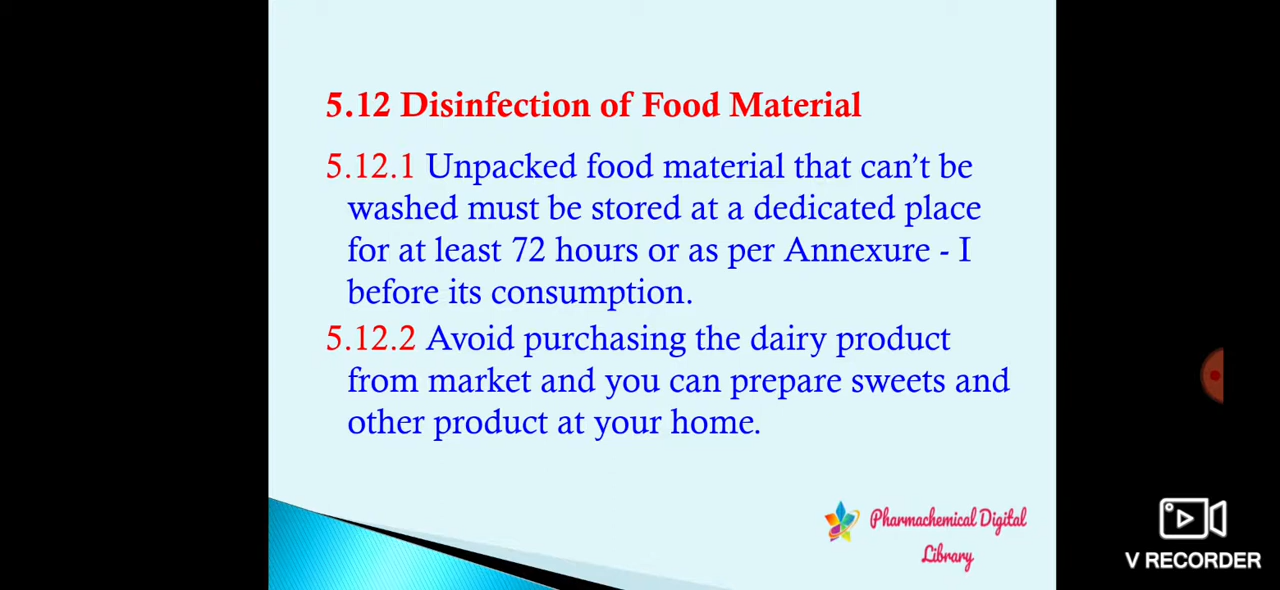 5.12 Disinfection of Food Material
5.12.1 Unpacked food material that can't be
washed must be stored at a dedicated place
for at least 72 hours or as per Annexure - I
before its consumption.
5.12.2 Avoid purchasing the dairy product
from market and you can prepare sweets and
other product at your home.
Pharmachemical Digital
Library
V RECORDER